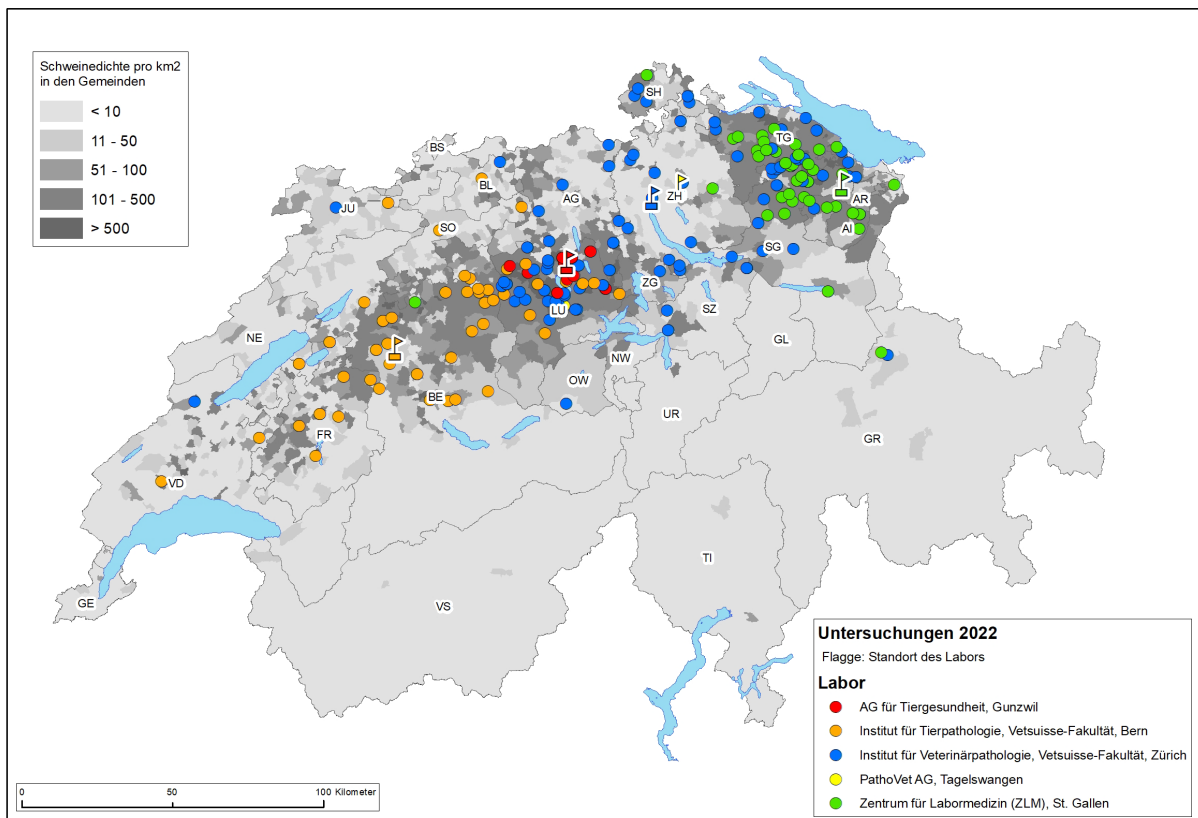 Schweinedichte pro km2
in den Gemeinden
< 10
11 - 50
51 - 100
101 - 500
> 500
SH
BS
TG
BL
AG
ZH
AR
JU
SO
AI
SG
ZG
LU
SZ
NE
GL
NW
OW
BE
UR
GR
FR
VD
TI
GE
VS
Untersuchungen 2022
Flagge: Standort des Labors
Labor
AG für Tiergesundheit, Gunzwil
Institut für Tierpathologie, Vetsuisse-Fakultät, Bern
Institut für Veterinärpathologie, Vetsuisse-Fakultät, Zürich
PathoVet AG, Tagelswangen
Zentrum für Labormedizin (ZLM), St. Gallen
0 50 100 Kilometer